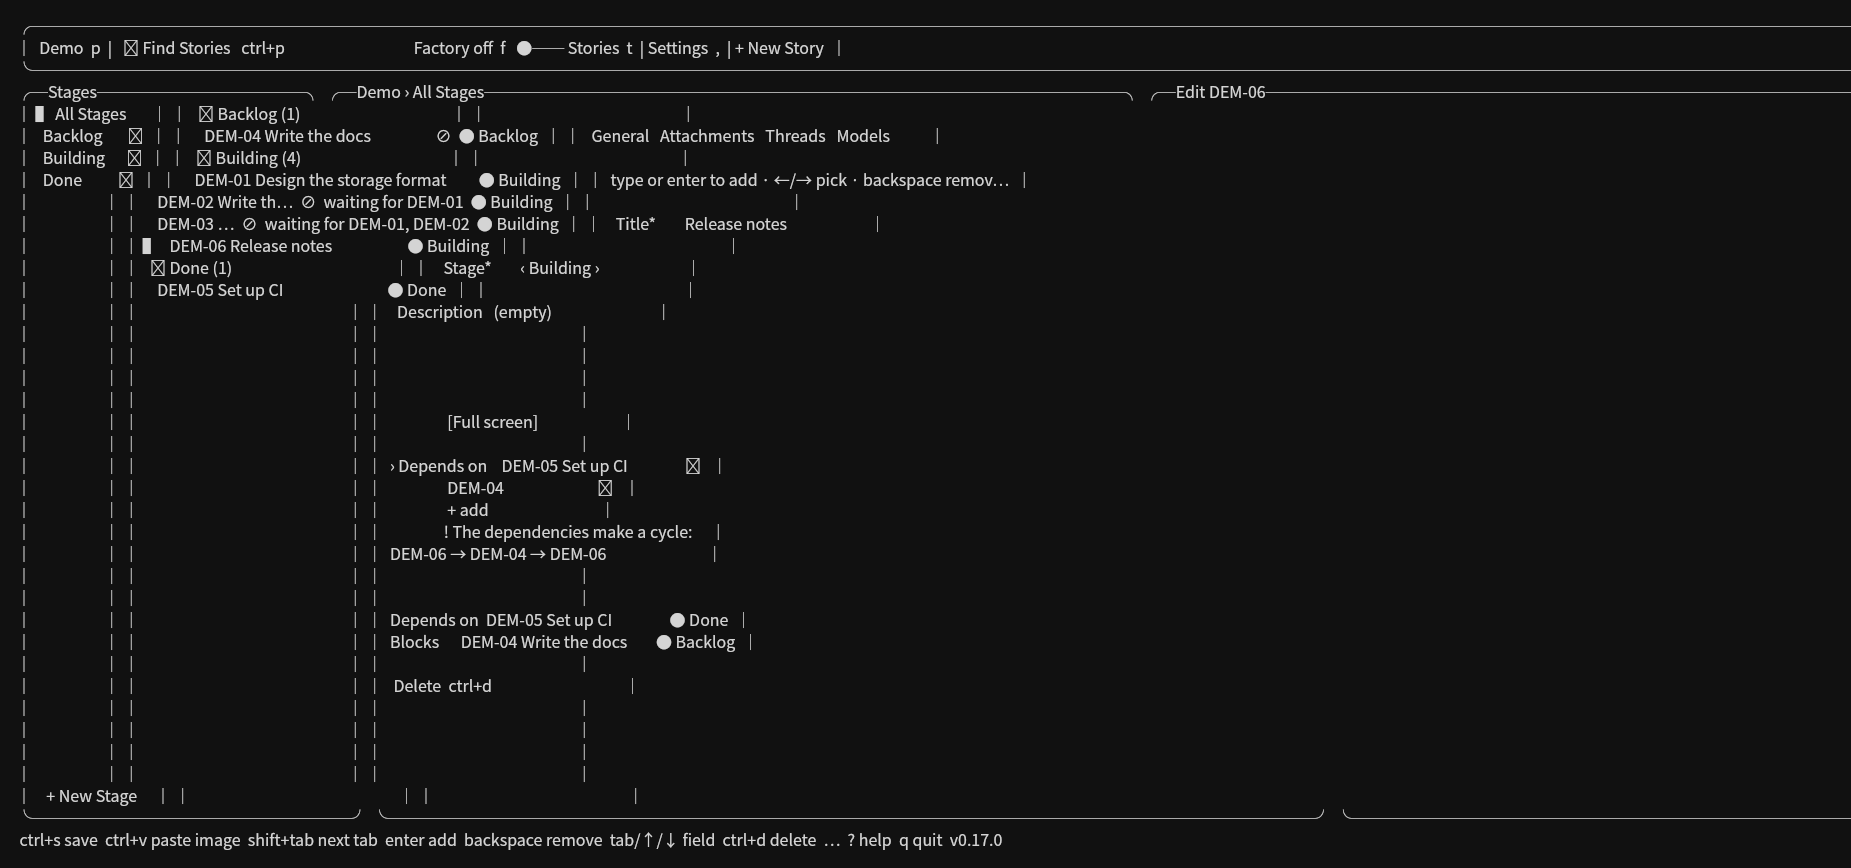 Demo p | Find Stories ctrl+p Factory off f ●── Stories t | Settings , | + New Story
Stages Demo › All Stages Edit DEM-06
All Stages Backlog (1)
Backlog DEM-04 Write the docs ⊘ ● Backlog General Attachments Threads Models
Building Building (4)
Done DEM-01 Design the storage format ● Building type or enter to add · ←/→ pick · backspace remov…
DEM-02 Write th… ⊘ waiting for DEM-01 ● Building
DEM-03 … ⊘ waiting for DEM-01, DEM-02 ● Building Title* Release notes
DEM-06 Release notes ● Building
Done (1) Stage* ‹ Building ›
DEM-05 Set up CI ● Done
Description (empty)
[Full screen]
› Depends on DEM-05 Set up CI
DEM-04
+ add
! The dependencies make a cycle:
DEM-06 → DEM-04 → DEM-06
Depends on DEM-05 Set up CI ● Done
Blocks DEM-04 Write the docs ● Backlog
Delete ctrl+d
+ New Stage
ctrl+s save ctrl+v paste image shift+tab next tab enter add backspace remove tab/↑/↓ field ctrl+d delete … ? help q quit v0.17.0